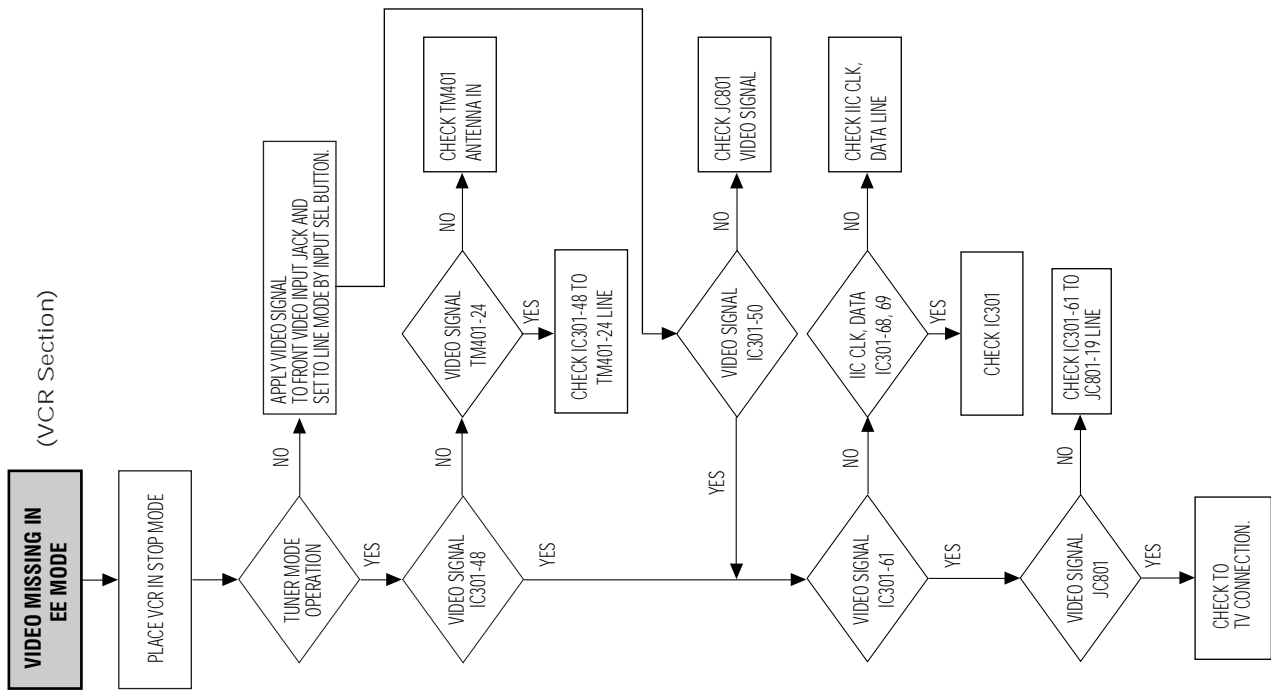 (VCR Section)
VIDEO MISSING IN
EE MODE
PLACE VCR IN STOP MODE
TUNER MODE
OPERATION
NO
APPLY VIDEO SIGNAL
TO FRONT VIDEO INPUT JACK AND
SET TO LINE MODE BY INPUT SEL BUTTON.
YES
VIDEO SIGNAL
IC301-48
NO
VIDEO SIGNAL
TM401-24
NO
CHECK TM401
ANTENNA IN
YES
CHECK IC301-48 TO
TM401-24 LINE
YES
VIDEO SIGNAL
IC301-50
NO
CHECK JC801
VIDEO SIGNAL
YES
VIDEO SIGNAL
IC301-61
NO
IIC CLK, DATA
IC301-68, 69
NO
CHECK IIC CLK,
DATA LINE
YES
CHECK IC301
YES
VIDEO SIGNAL
JC801
NO
CHECK IC301-61 TO
JC801-19 LINE
YES
CHECK TO
TV CONNECTION.